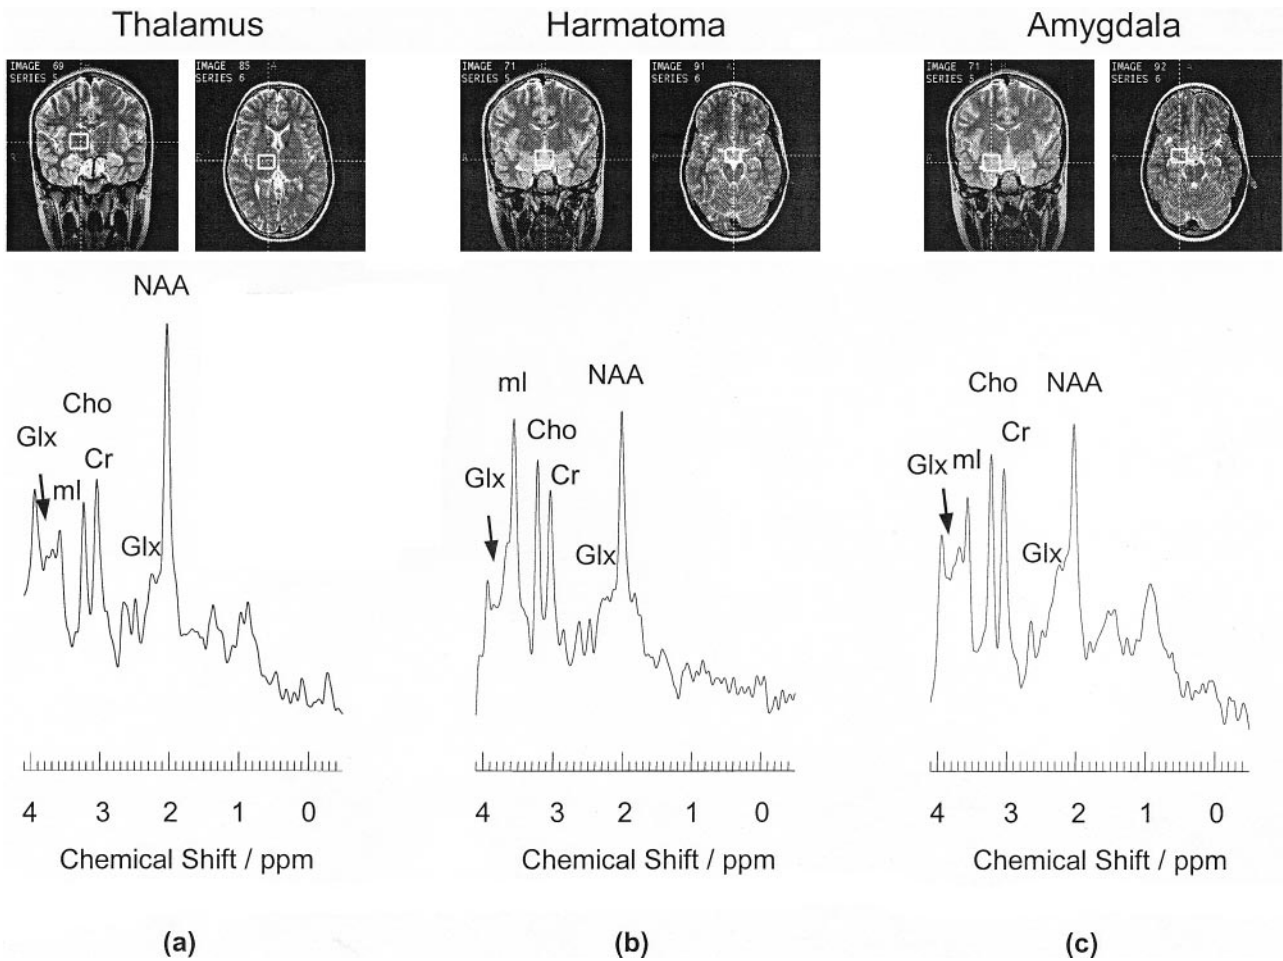 Thalamus
Harmatoma
Amygdala
IMAGE 69
SERIES 5
IMAGE 85
SERIES 6
IMAGE 71
SERIES 5
IMAGE 91
SERIES 6
IMAGE 71
SERIES 5
IMAGE 92
SERIES 6
NAA
Cho
Glx
Cr
mI
Glx
mI
NAA
Cho
Glx
Cr
Glx
Cho
NAA
Cr
Glx
mI
Glx
4 3 2 1 0
4 3 2 1 0
4 3 2 1 0
Chemical Shift / ppm
Chemical Shift / ppm
Chemical Shift / ppm
(a)
(b)
(c)